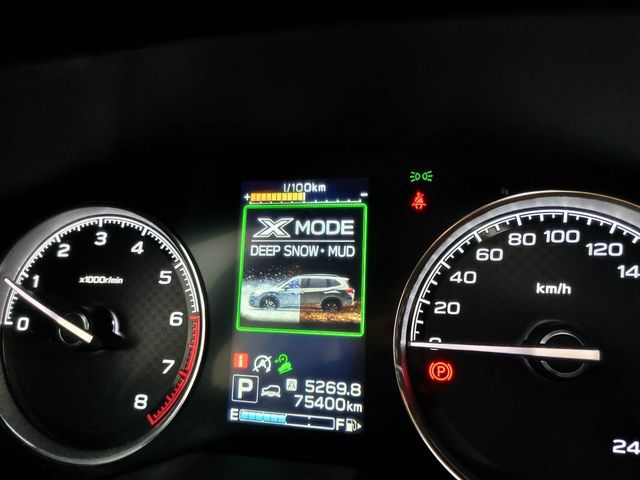 l/100km
+ -
X MODE
DEEP SNOW・MUD
i
P A 5269.8
75400km
E F
0 1 2 3 4 5 6 7 8
x1000r/min
0 20 40 60 80 100 120 14
km/h
P
24